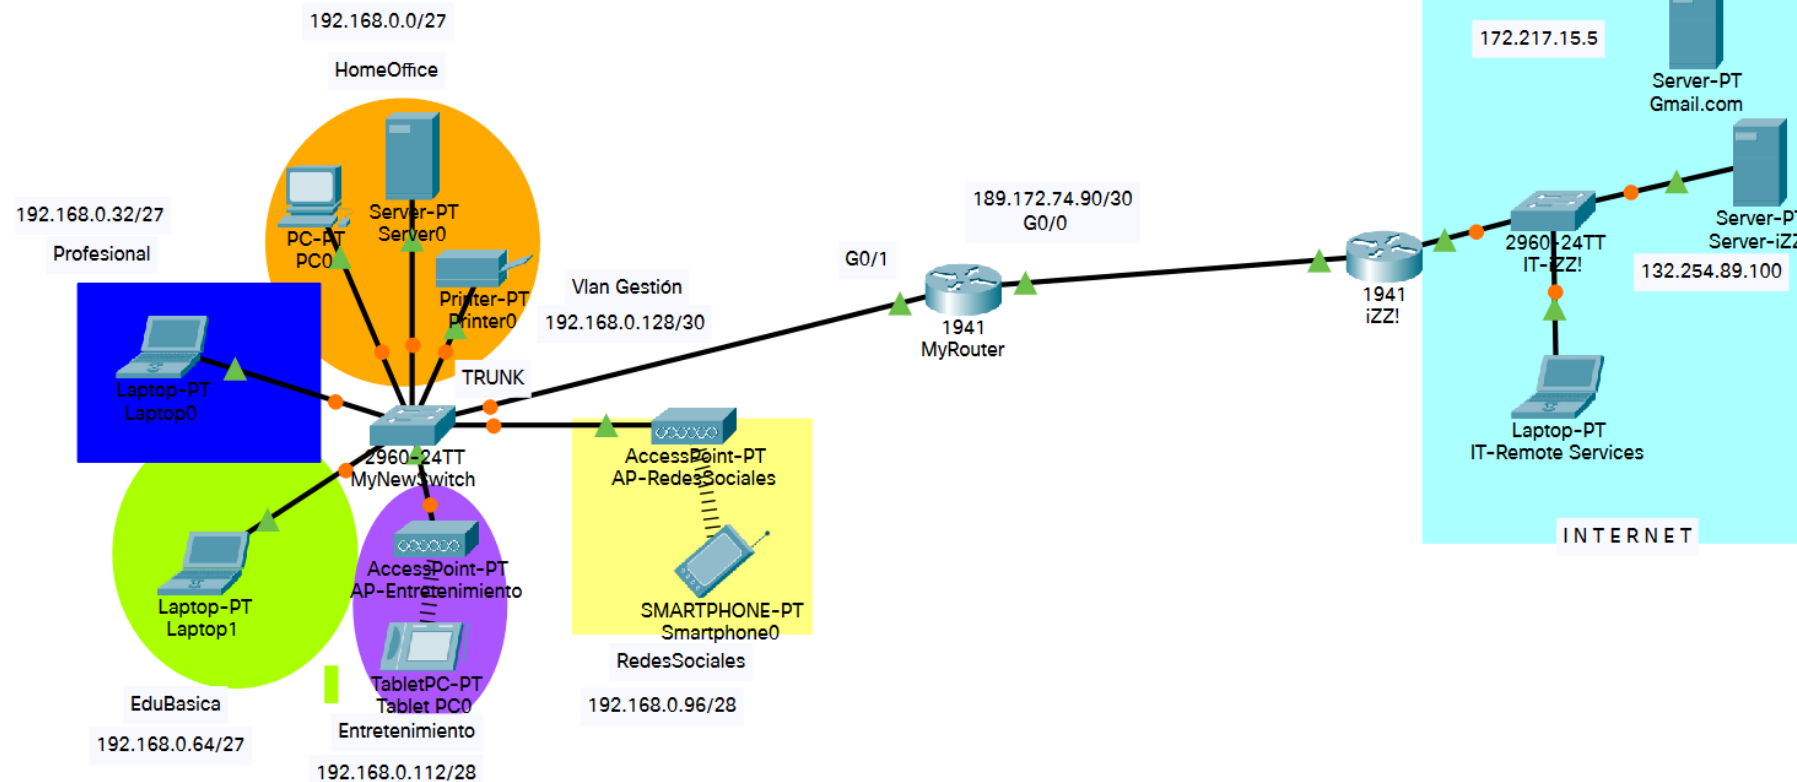 192.168.0.0/27
HomeOffice
172.217.15.5
Server-PT
Gmail.com
192.168.0.32/27
Profesional
PC-PT
PC0
Server-PT
Server0
Printer-PT
Printer0
Vlan Gestión
192.168.0.128/30
TRUNK
G0/1
189.172.74.90/30
G0/0
1941
MyRouter
1941
iZZ!
2960-24TT
IT-iZZ!
Server-PT
Server-iZZ
132.254.89.100
Laptop-PT
IT-Remote Services
INTERNET
Laptop-PT
Laptop0
2960-24TT
MyNewSwitch
AccessPoint-PT
AP-RedesSociales
SMARTPHONE-PT
Smartphone0
RedesSociales
192.168.0.96/28
Laptop-PT
Laptop1
EduBasica
192.168.0.64/27
AccessPoint-PT
AP-Entretenimiento
TabletPC-PT
Tablet PC0
Entretenimiento
192.168.0.112/28